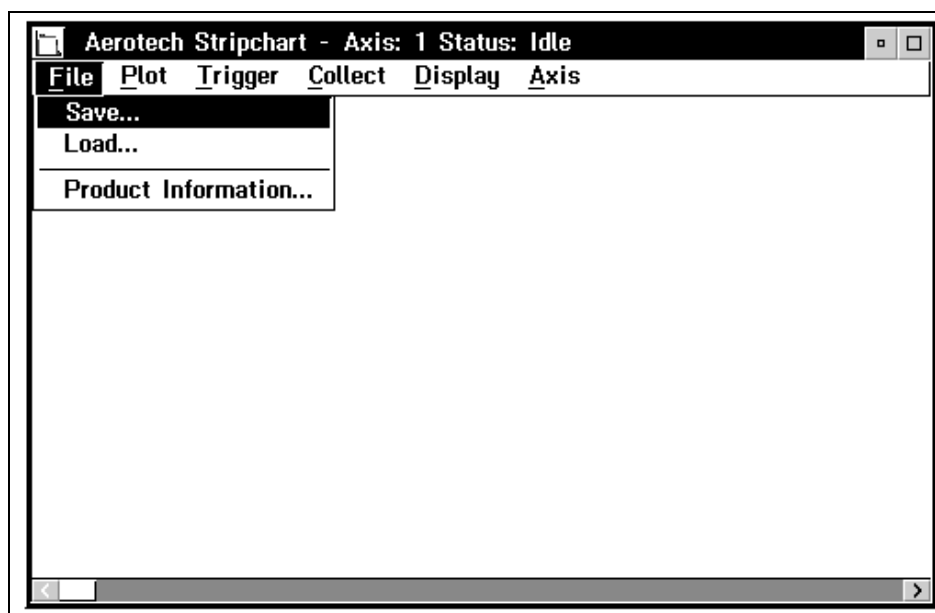 Aerotech Stripchart - Axis: 1 Status: Idle
File Plot Trigger Collect Display Axis
Save...
Load...
Product Information...